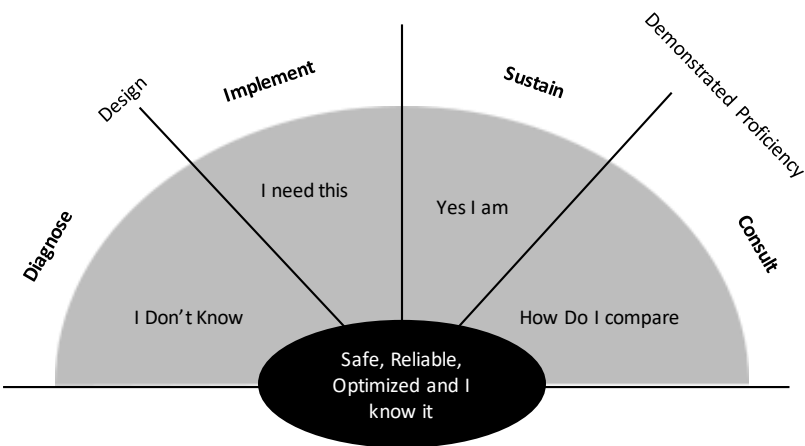 Design
Implement
Sustain
Demonstrated Proficiency
Diagnose
I need this
Yes I am
Consult
I Don't Know
How Do I compare
Safe, Reliable,
Optimized and I
know it